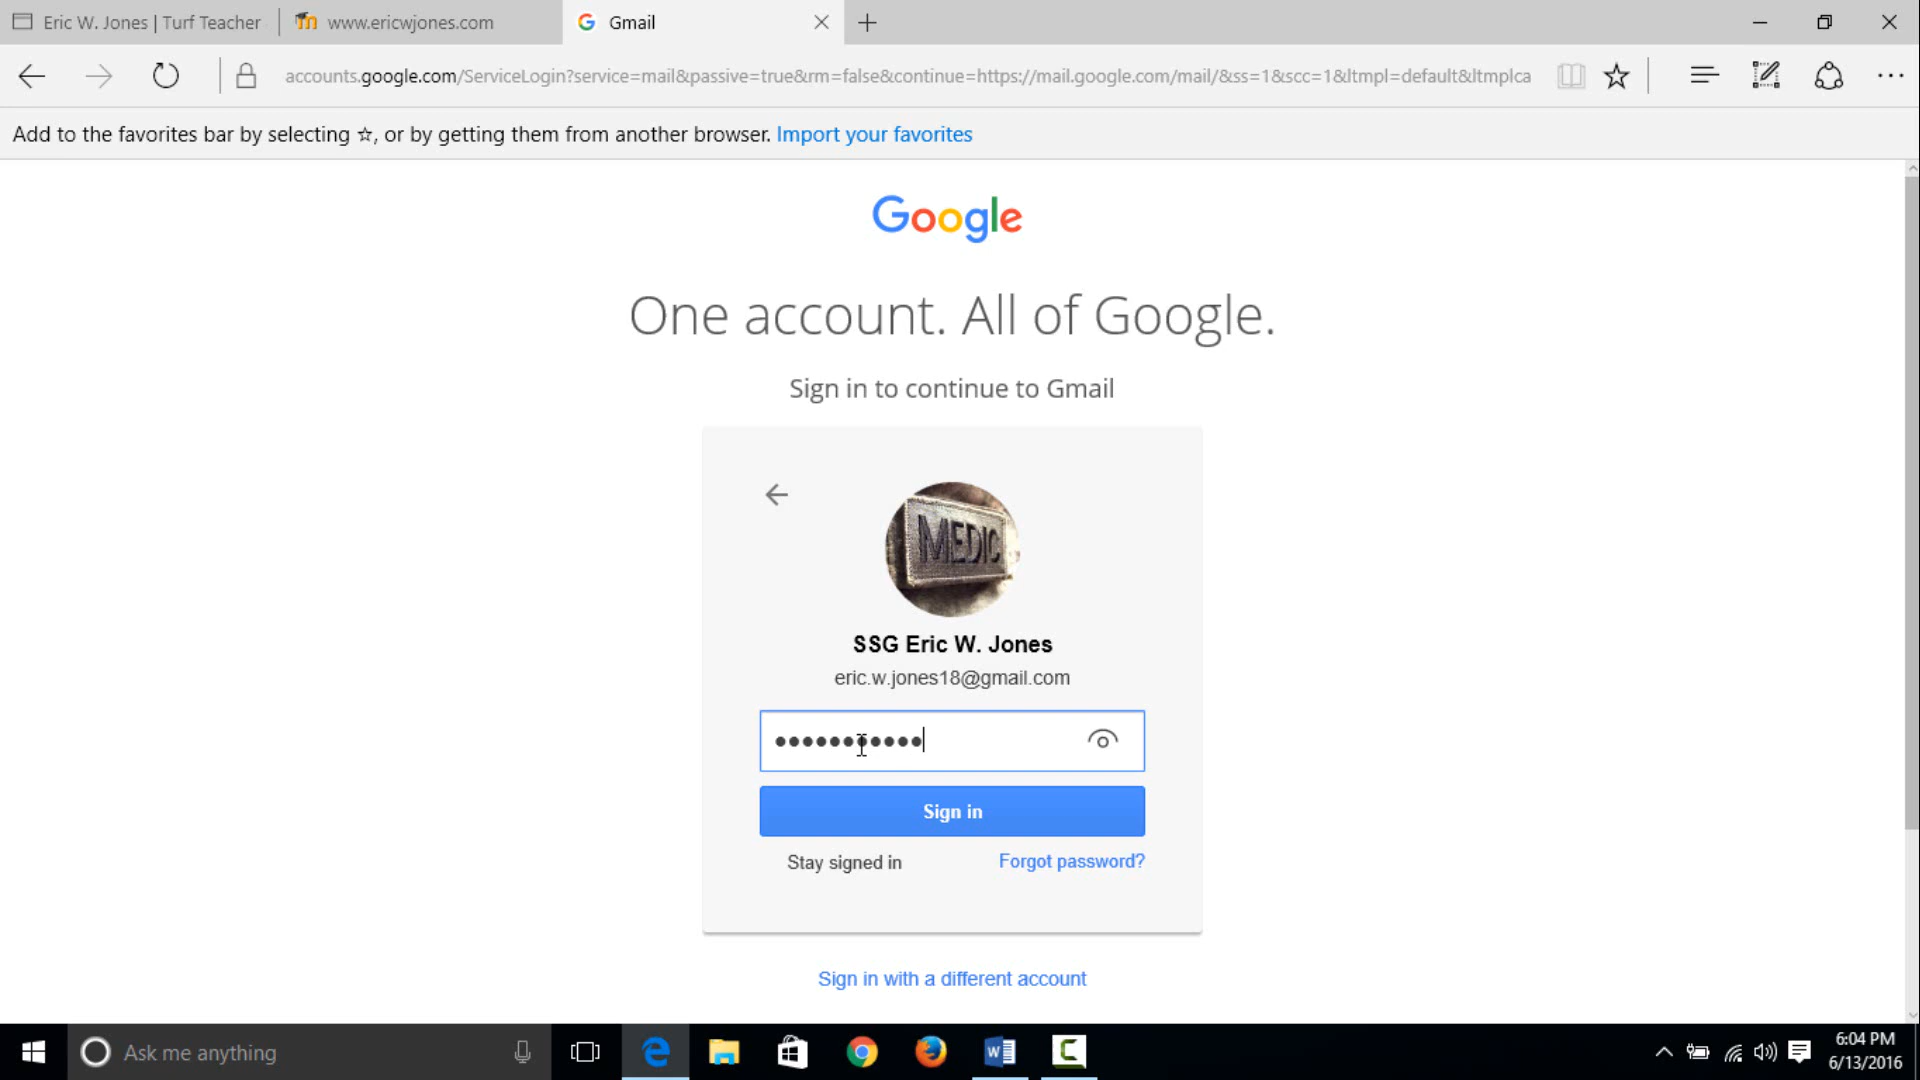 Eric W. Jones | Turf Teacher
www.ericwjones.com
Gmail
accounts.google.com/ServiceLogin?service=mail&passive=true&rm=false&continue=https://mail.google.com/mail/&ss=1&scc=1&ltmpl=default&ltmplca
Add to the favorites bar by selecting ☆, or by getting them from another browser. Import your favorites
Google
One account. All of Google.
Sign in to continue to Gmail
MEDIC
SSG Eric W. Jones
eric.w.jones18@gmail.com
Sign in
Stay signed in
Forgot password?
Sign in with a different account
Ask me anything
6:04 PM
6/13/2016